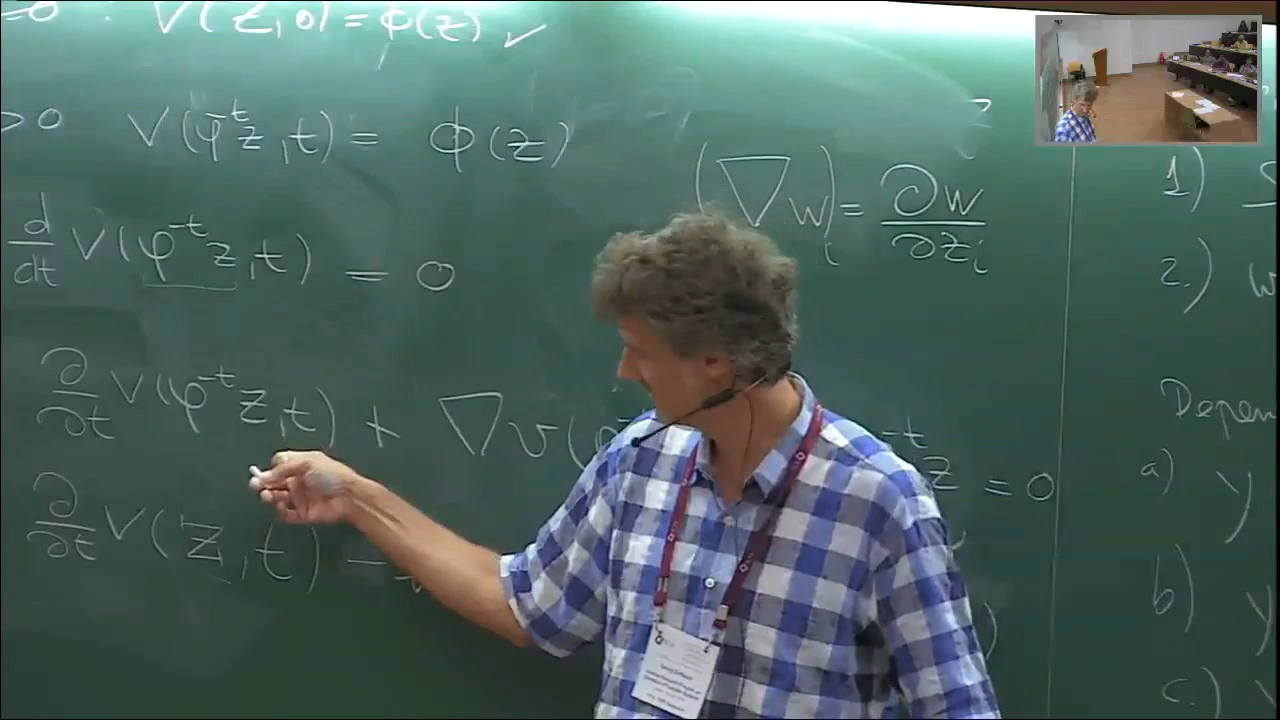 =0 . V(z,0) = ϕ(z) ✓
>0 V(φ^{-t}z,t) = ϕ(z)
(∇w)_i = ∂w/∂z_i
d/dt V(φ^{-t}z,t) = 0
∂/∂t V(φ^{-t}z,t) + ∇v(φ
-t z = 0
∂/∂t V(z,t) -
1)
2.)
Depen
a) y
b) y
c.)